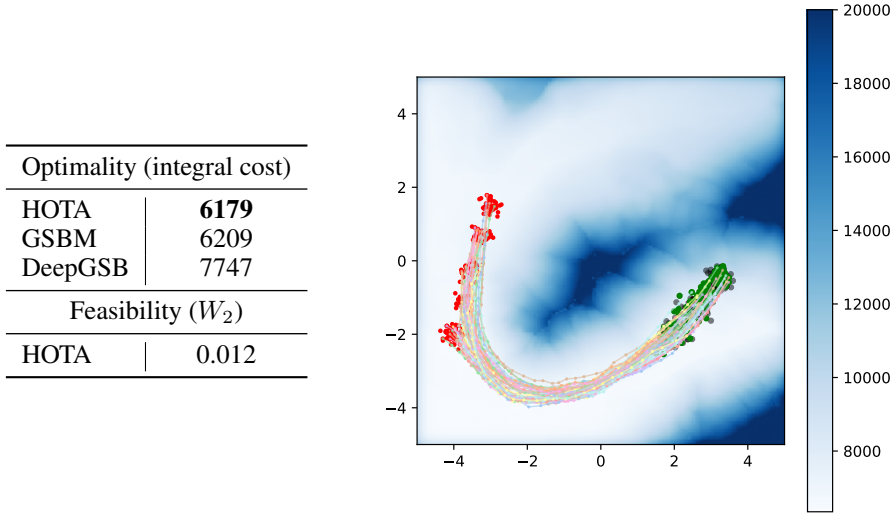 Optimality (integral cost)
HOTA 6179
GSBM 6209
DeepGSB 7747
Feasibility (W2)
HOTA 0.012
4
2
0
−2
−4
−4 −2 0 2 4
20000
18000
16000
14000
12000
10000
8000